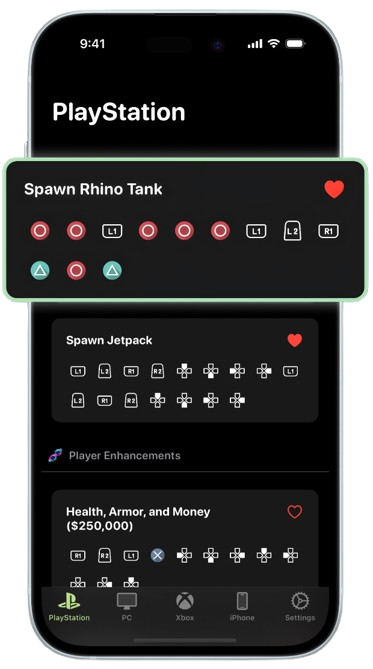 9:41
PlayStation
Spawn Rhino Tank
L1 L1 L2 R1
Spawn Jetpack
L1 L2 R1 R2 L1
L2 R1 R2
Player Enhancements
Health, Armor, and Money
($250,000)
R1 R2 L1
PlayStation PC Xbox iPhone Settings